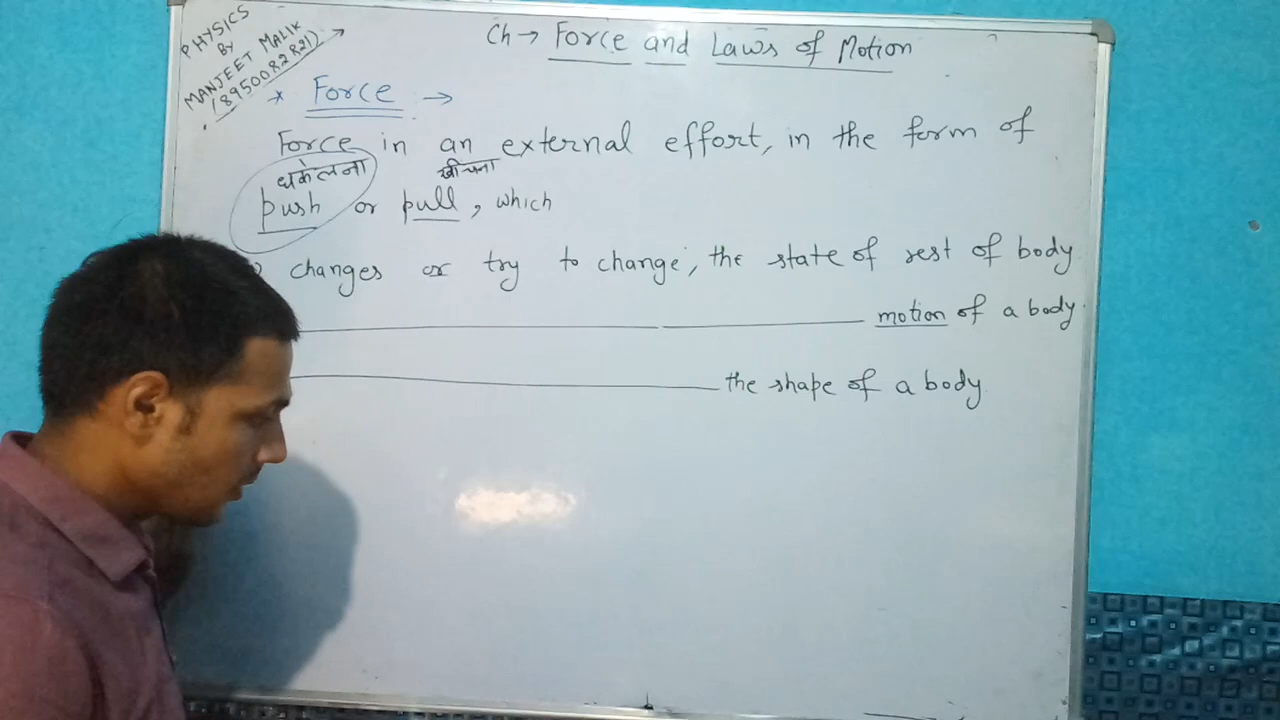 PHYSICS
BY
MANJEET MALIK
(8950082821)
Ch → Force and Laws of Motion
* Force →
Force in an external effort, in the form of
धकेलना खींचना
push or pull, which
changes or try to change, the state of rest of body
motion of a body.
the shape of a body